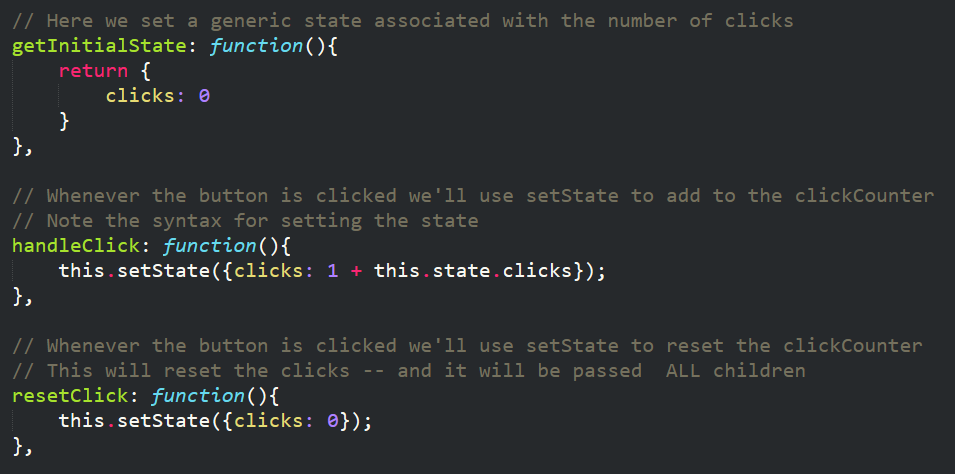 // Here we set a generic state associated with the number of clicks
getInitialState: function(){
    return {
        clicks: 0
    }
},

// Whenever the button is clicked we'll use setState to add to the clickCounter
// Note the syntax for setting the state
handleClick: function(){
    this.setState({clicks: 1 + this.state.clicks});
},

// Whenever the button is clicked we'll use setState to reset the clickCounter
// This will reset the clicks -- and it will be passed  ALL children
resetClick: function(){
    this.setState({clicks: 0});
},